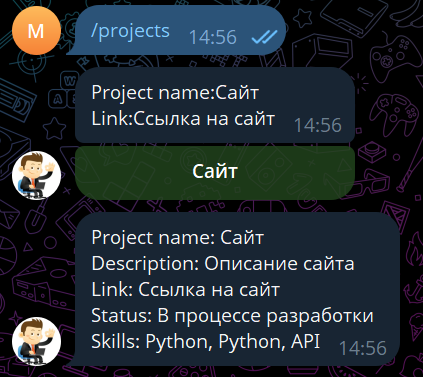 M
/projects
14:56
Project name:Сайт
Link:Ссылка на сайт
14:56
Сайт
Project name: Сайт
Description: Описание сайта
Link: Ссылка на сайт
Status: В процессе разработки
Skills: Python, Python, API
14:56